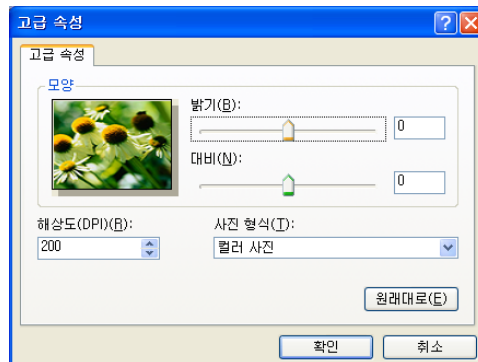 고급 속성
고급 속성
모양
밝기(B):
0
대비(N):
0
해상도(DPI)(R): 사진 형식(T):
200 컬러 사진
원래대로(E)
확인 취소